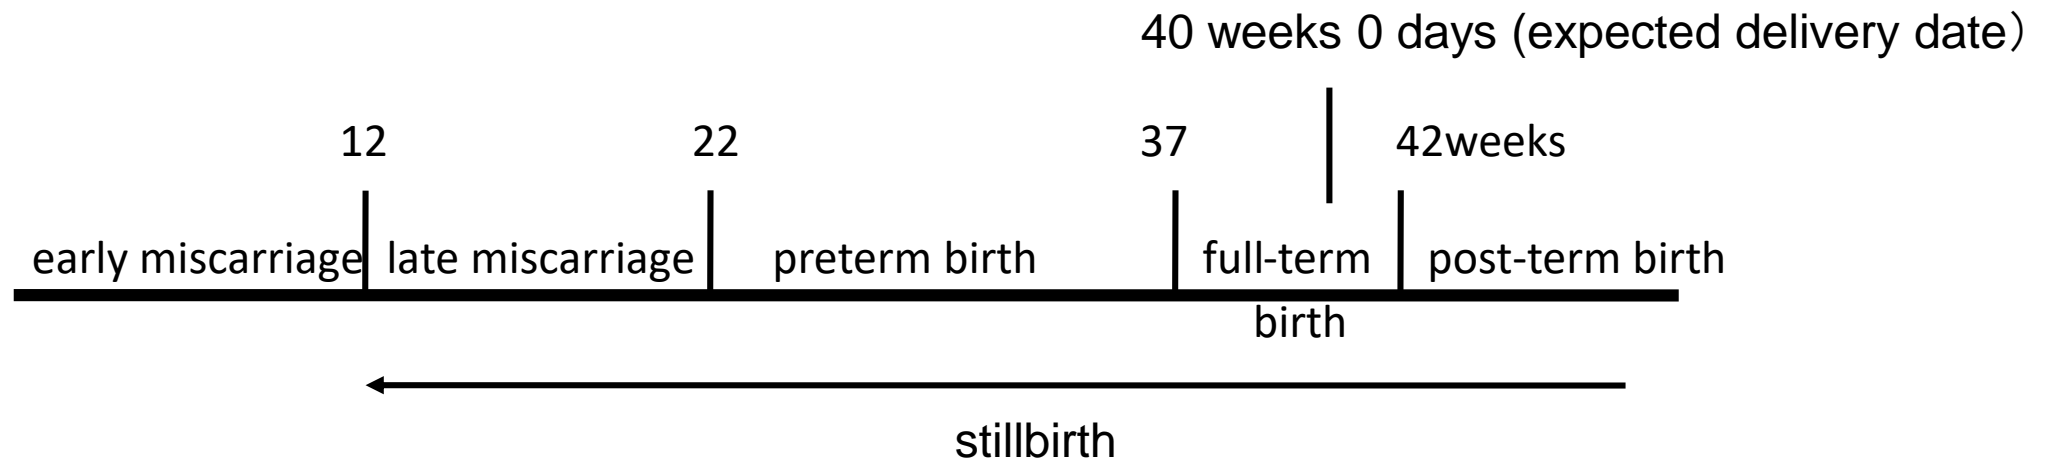 40 weeks 0 days (expected delivery date）
12 22 37 42weeks
early miscarriage late miscarriage preterm birth full-term post-term birth
birth
stillbirth